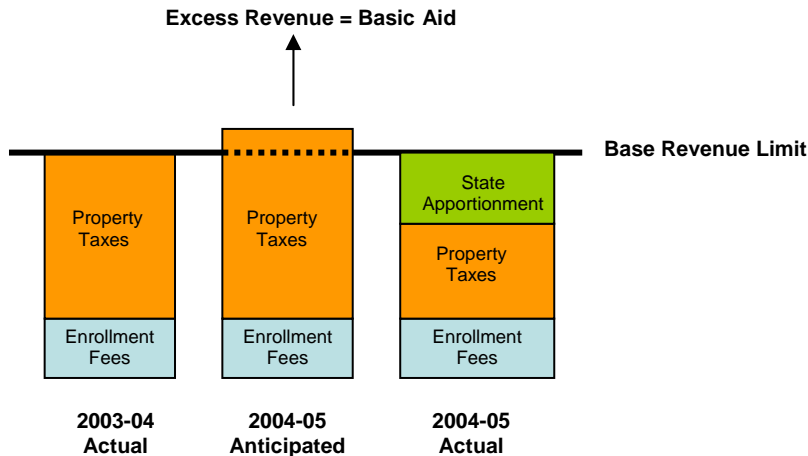 Excess Revenue = Basic Aid
Base Revenue Limit
Property
Taxes
Enrollment
Fees
2003-04
Actual
Property
Taxes
Enrollment
Fees
2004-05
Anticipated
State
Apportionment
Property
Taxes
Enrollment
Fees
2004-05
Actual